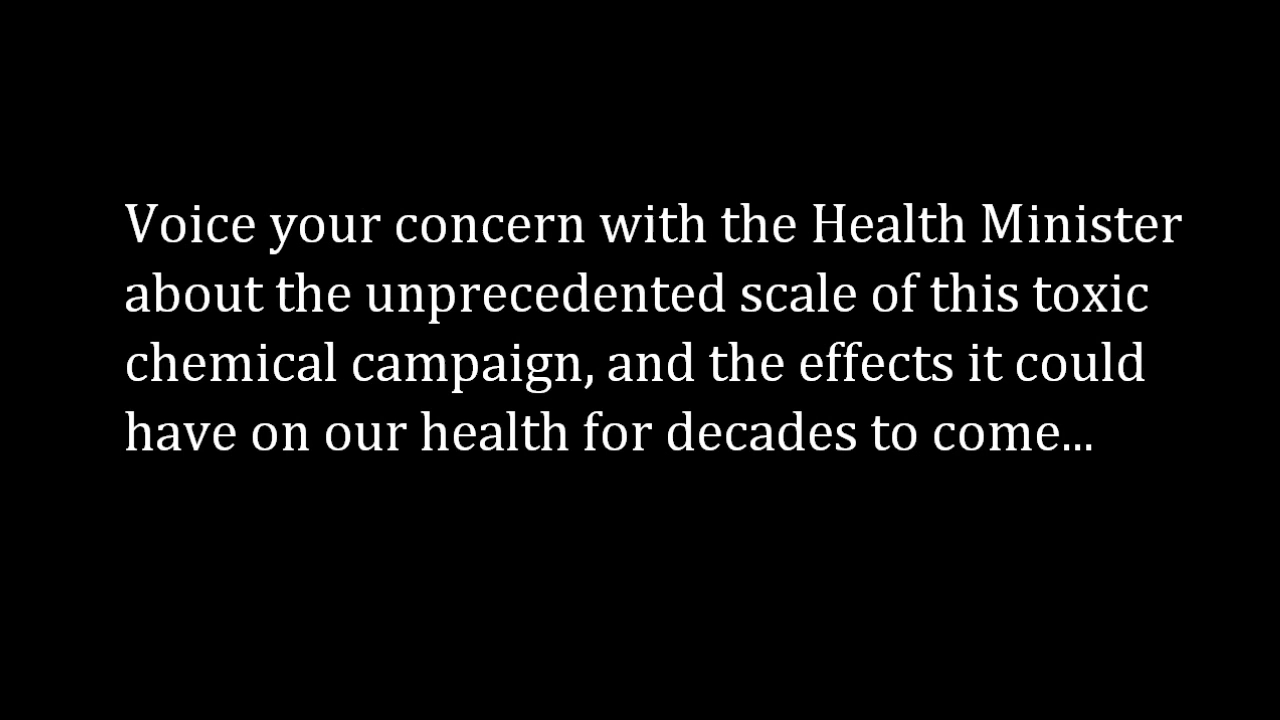 Voice your concern with the Health Minister
about the unprecedented scale of this toxic
chemical campaign, and the effects it could
have on our health for decades to come...